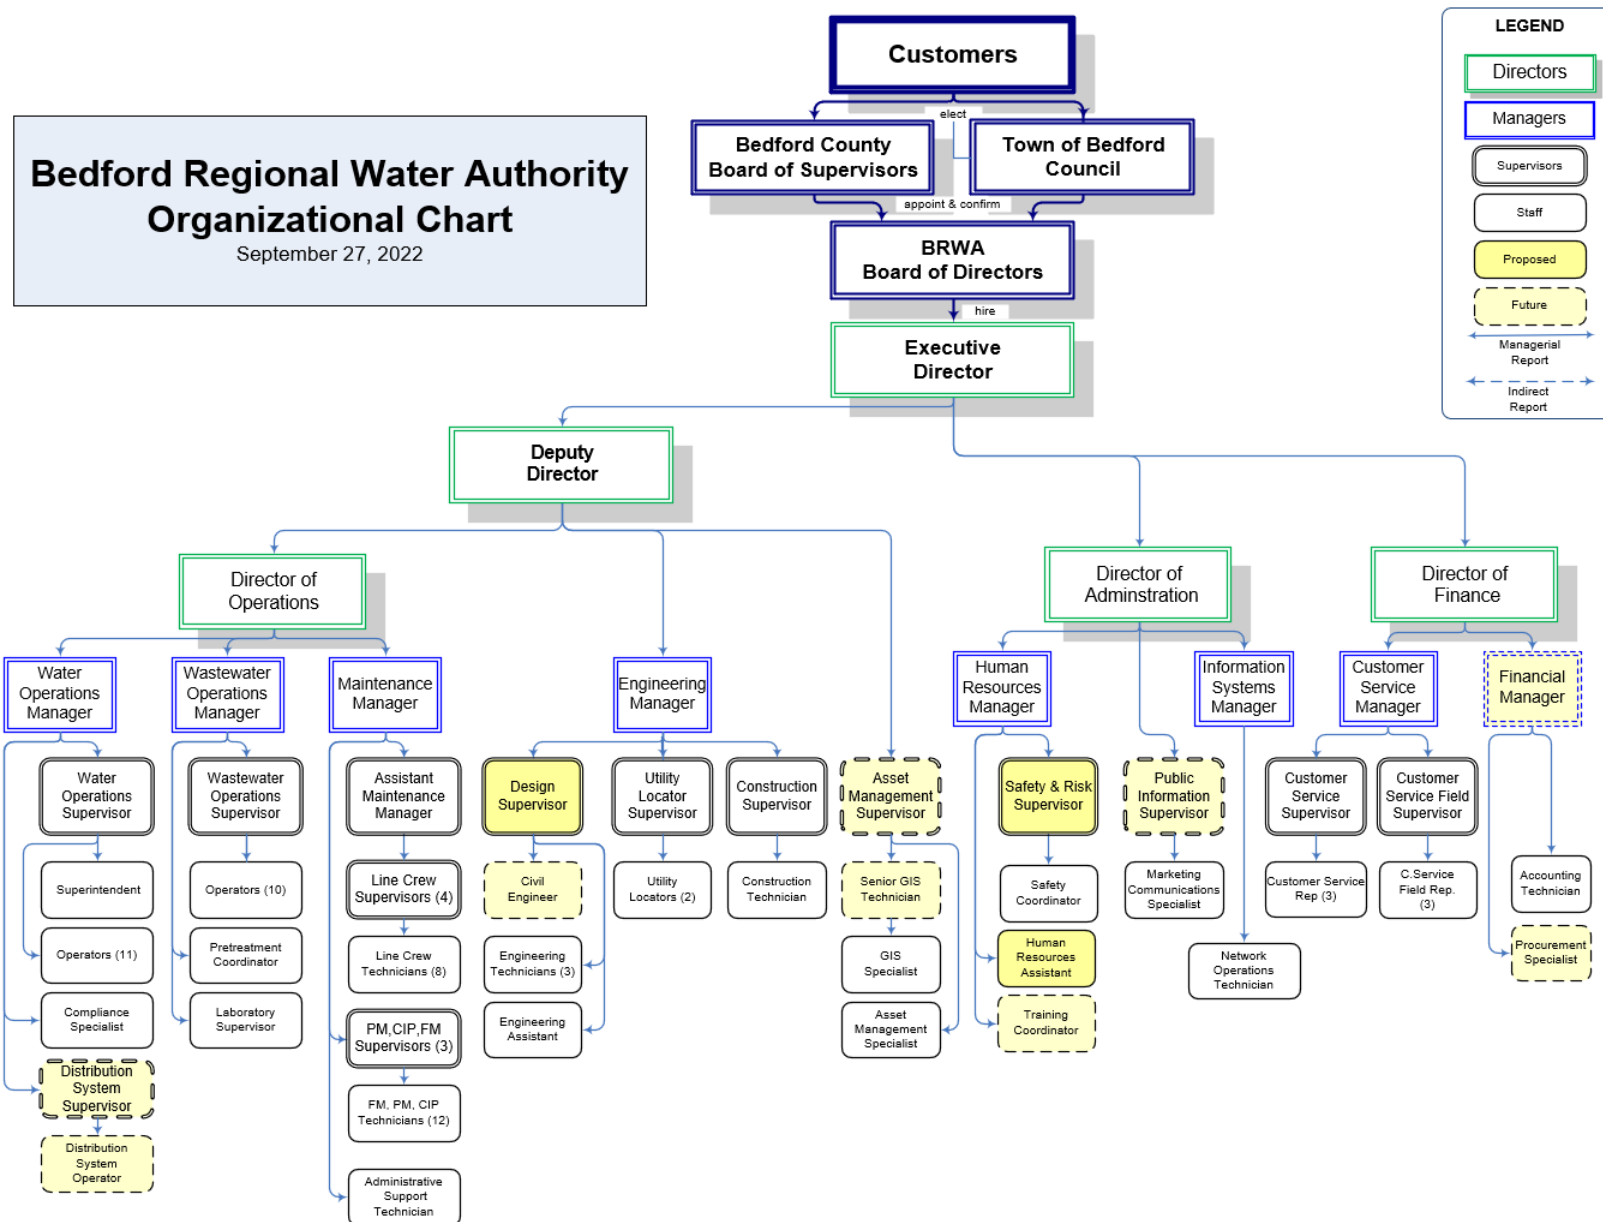 Customers
LEGEND
Directors
Managers
Supervisors
Staff
Proposed
Future
Managerial
Report
Indirect
Report
Bedford Regional Water Authority
Organizational Chart
September 27, 2022
elect
Bedford County
Board of Supervisors
Town of Bedford
Council
appoint & confirm
BRWA
Board of Directors
hire
Executive
Director
Deputy
Director
Director of
Operations
Director of
Adminstration
Director of
Finance
Water
Operations
Manager
Wastewater
Operations
Manager
Maintenance
Manager
Engineering
Manager
Human
Resources
Manager
Information
Systems
Manager
Customer
Service
Manager
Financial
Manager
Water
Operations
Supervisor
Wastewater
Operations
Supervisor
Assistant
Maintenance
Manager
Design
Supervisor
Utility
Locator
Supervisor
Construction
Supervisor
Asset
Management
Supervisor
Safety & Risk
Supervisor
Public
Information
Supervisor
Customer
Service
Supervisor
Customer
Service Field
Supervisor
Superintendent
Operators (10)
Line Crew
Supervisors (4)
Civil
Engineer
Utility
Locators (2)
Construction
Technician
Senior GIS
Technician
Safety
Coordinator
Marketing
Communications
Specialist
Customer Service
Rep (3)
C.Service
Field Rep.
(3)
Accounting
Technician
Operators (11)
Pretreatment
Coordinator
Line Crew
Technicians (8)
Engineering
Technicians (3)
GIS
Specialist
Human
Resources
Assistant
Network
Operations
Technician
Procurement
Specialist
Compliance
Specialist
Laboratory
Supervisor
PM,CIP,FM
Supervisors (3)
Engineering
Assistant
Asset
Management
Specialist
Training
Coordinator
Distribution
System
Supervisor
FM, PM, CIP
Technicians (12)
Distribution
System
Operator
Administrative
Support
Technician